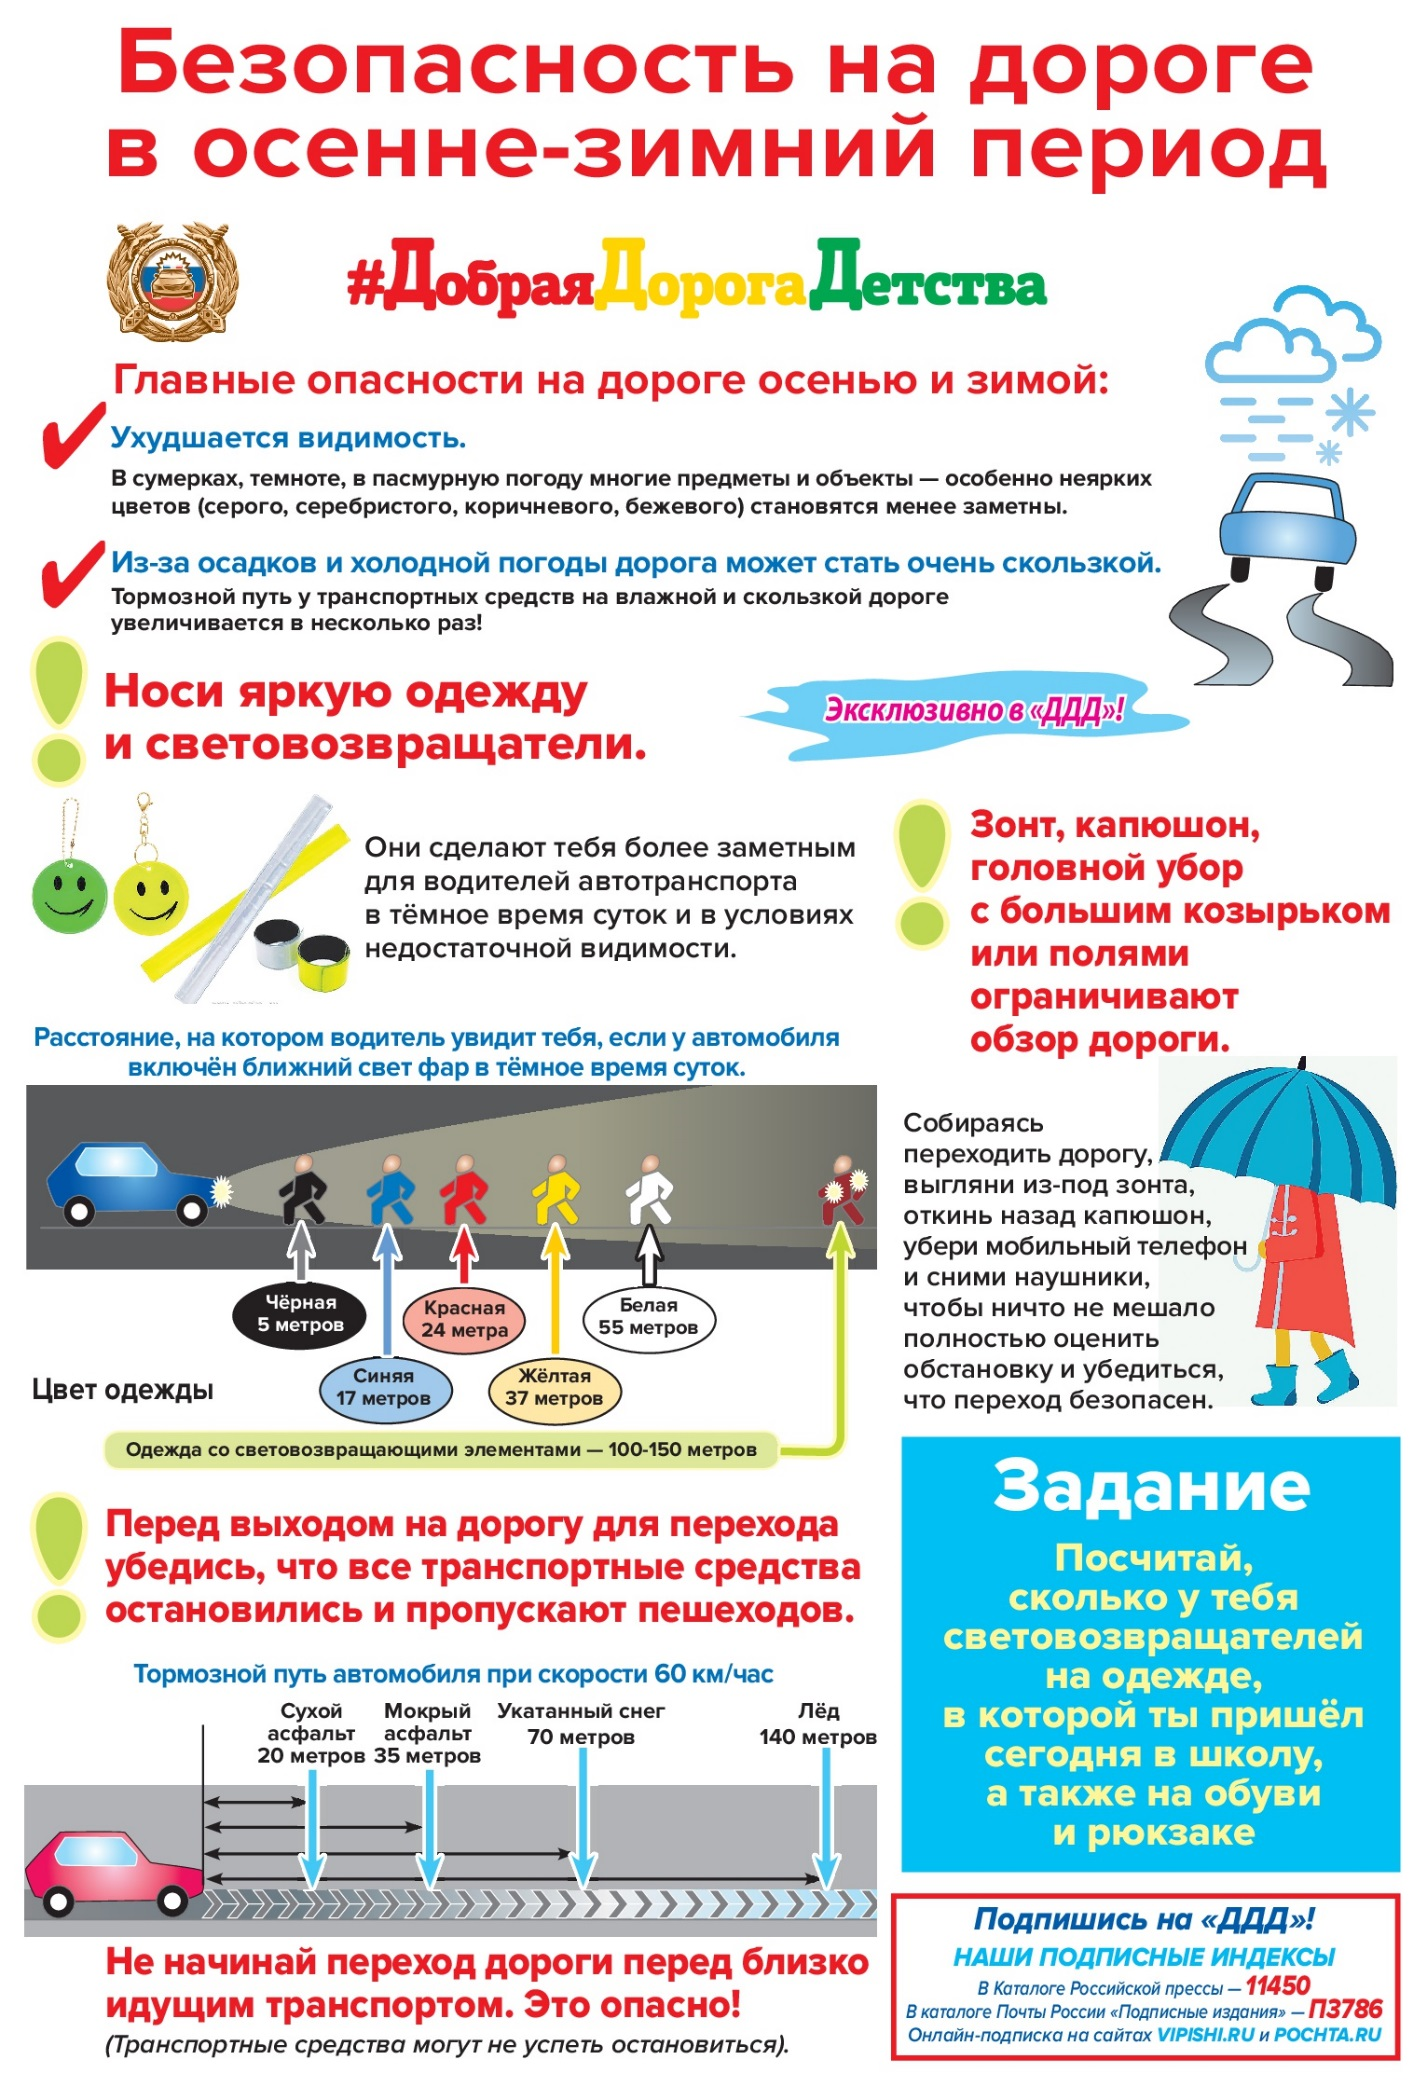 Безопасность на дороге
в осенне-зимний период
#ДобраяДорогаДетства
Главные опасности на дороге осенью и зимой:
Ухудшается видимость.
В сумерках, темноте, в пасмурную погоду многие предметы и объекты — особенно неярких
цветов (серого, серебристого, коричневого, бежевого) становятся менее заметны.
Из-за осадков и холодной погоды дорога может стать очень скользкой.
Тормозной путь у транспортных средств на влажной и скользкой дороге
увеличивается в несколько раз!
Носи яркую одежду
и световозвращатели.
Эксклюзивно в «ДДД»!
Они сделают тебя более заметным
для водителей автотранспорта
в тёмное время суток и в условиях
недостаточной видимости.
Зонт, капюшон,
головной убор
с большим козырьком
или полями
ограничивают
обзор дороги.
Расстояние, на котором водитель увидит тебя, если у автомобиля
включён ближний свет фар в тёмное время суток.
Чёрная
5 метров
Красная
24 метра
Белая
55 метров
Синяя
17 метров
Жёлтая
37 метров
Цвет одежды
Одежда со световозвращающими элементами — 100-150 метров
Собираясь
переходить дорогу,
выгляни из-под зонта,
откинь назад капюшон,
убери мобильный телефон
и сними наушники,
чтобы ничто не мешало
полностью оценить
обстановку и убедиться,
что переход безопасен.
Перед выходом на дорогу для перехода
убедись, что все транспортные средства
остановились и пропускают пешеходов.
Тормозной путь автомобиля при скорости 60 км/час
Сухой
асфальт
20 метров
Мокрый
асфальт
35 метров
Укатанный снег
70 метров
Лёд
140 метров
Не начинай переход дороги перед близко
идущим транспортом. Это опасно!
(Транспортные средства могут не успеть остановиться).
Задание
Посчитай,
сколько у тебя
световозвращателей
на одежде,
в которой ты пришёл
сегодня в школу,
а также на обуви
и рюкзаке
Подпишись на «ДДД»!
НАШИ ПОДПИСНЫЕ ИНДЕКСЫ
В Каталоге Российской прессы — 11450
В каталоге Почты России «Подписные издания» — П3786
Онлайн-подписка на сайтах VIPISHI.RU и POCHTA.RU